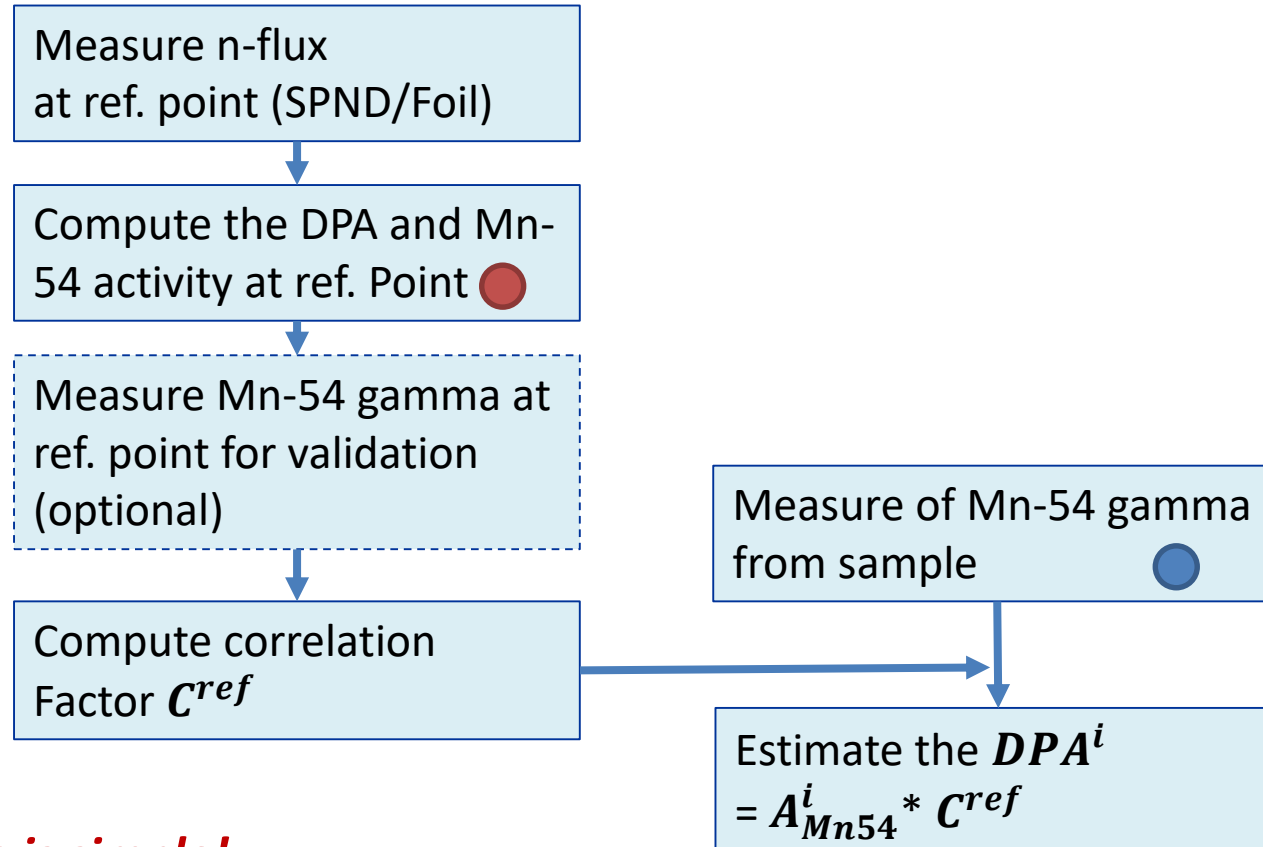 Measure n-flux
at ref. point (SPND/Foil)
Compute the DPA and Mn-
54 activity at ref. Point
Measure Mn-54 gamma at
ref. point for validation
(optional)
Compute correlation
Factor C^ref
Measure of Mn-54 gamma
from sample
Estimate the DPA^i
= A^i_Mn54 * C^ref